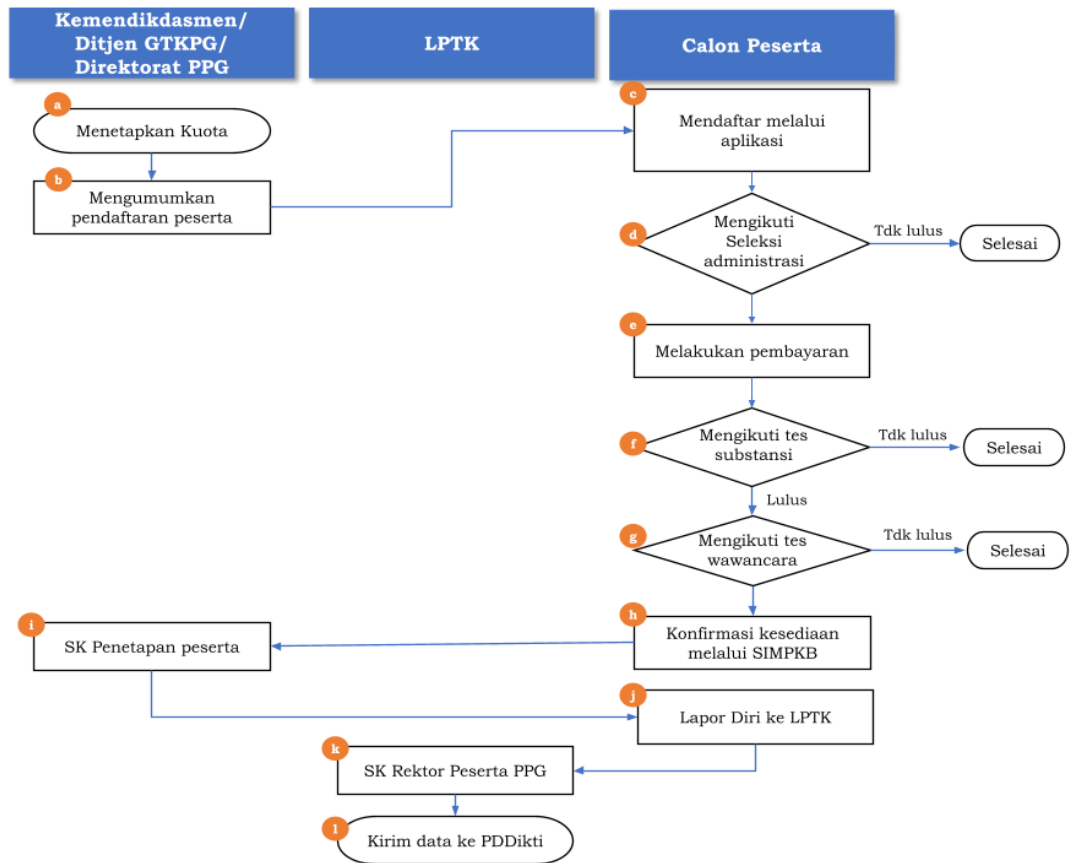 Kemendikdasmen/
Ditjen GTKPG/
Direktorat PPG
LPTK
Calon Peserta
a
Menetapkan Kuota
b
Mengumumkan
pendaftaran peserta
c
Mendaftar melalui
aplikasi
d
Mengikuti
Seleksi
administrasi
Tdk lulus
Selesai
e
Melakukan pembayaran
f
Mengikuti tes
substansi
Tdk lulus
Selesai
Lulus
g
Mengikuti tes
wawancara
Tdk lulus
Selesai
h
Konfirmasi kesediaan
melalui SIMPKB
i
SK Penetapan peserta
j
Lapor Diri ke LPTK
k
SK Rektor Peserta PPG
l
Kirim data ke PDDikti